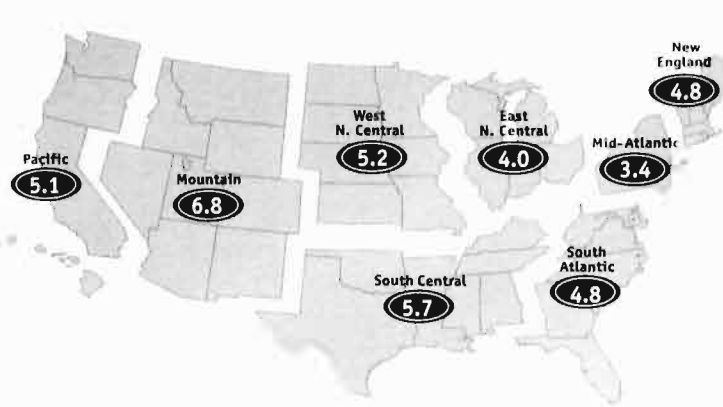 New
England
4.8
West
N. Central
5.2
East
N. Central
4.0
Mid-Atlantic
3.4
Pacific
5.1
Mountain
6.8
South Central
5.7
South
Atlantic
4.8